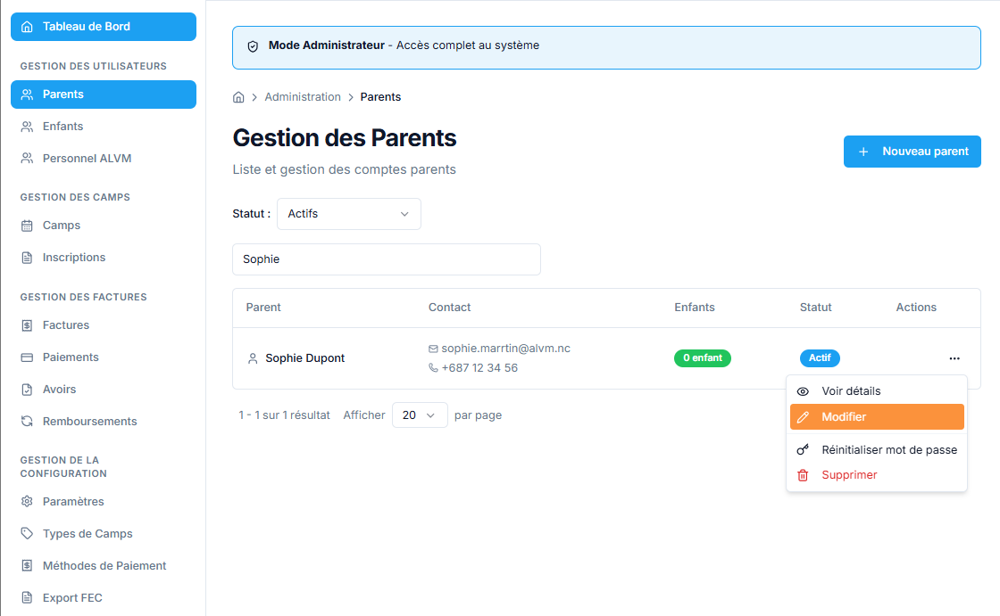 Tableau de Bord
GESTION DES UTILISATEURS
Parents
Enfants
Personnel ALVM
GESTION DES CAMPS
Camps
Inscriptions
GESTION DES FACTURES
Factures
Paiements
Avoirs
Remboursements
GESTION DE LA
CONFIGURATION
Paramètres
Types de Camps
Méthodes de Paiement
Export FEC
Mode Administrateur - Accès complet au système
Administration > Parents
Gestion des Parents
Liste et gestion des comptes parents
+ Nouveau parent
Statut : Actifs
Sophie
Parent Contact Enfants Statut Actions
Sophie Dupont sophie.marrtin@alvm.nc 0 enfant Actif ...
+687 12 34 56
Voir détails
Modifier
Réinitialiser mot de passe
Supprimer
1 - 1 sur 1 résultat Afficher 20 par page